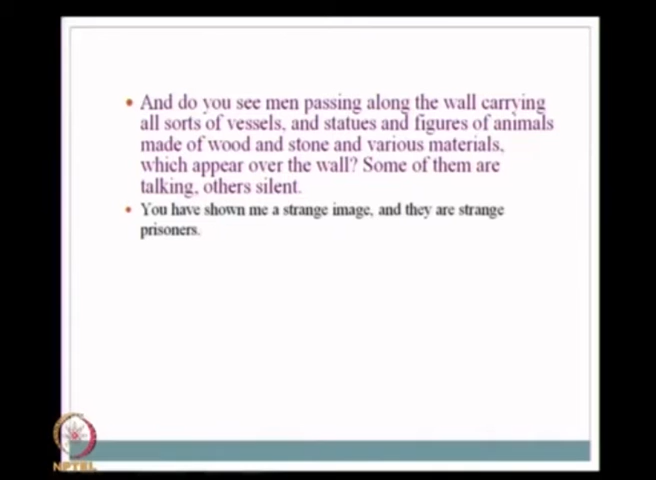 • And do you see men passing along the wall carrying
all sorts of vessels, and statues and figures of animals
made of wood and stone and various materials,
which appear over the wall? Some of them are
talking, others silent.
• You have shown me a strange image, and they are strange
prisoners.
NPTEL